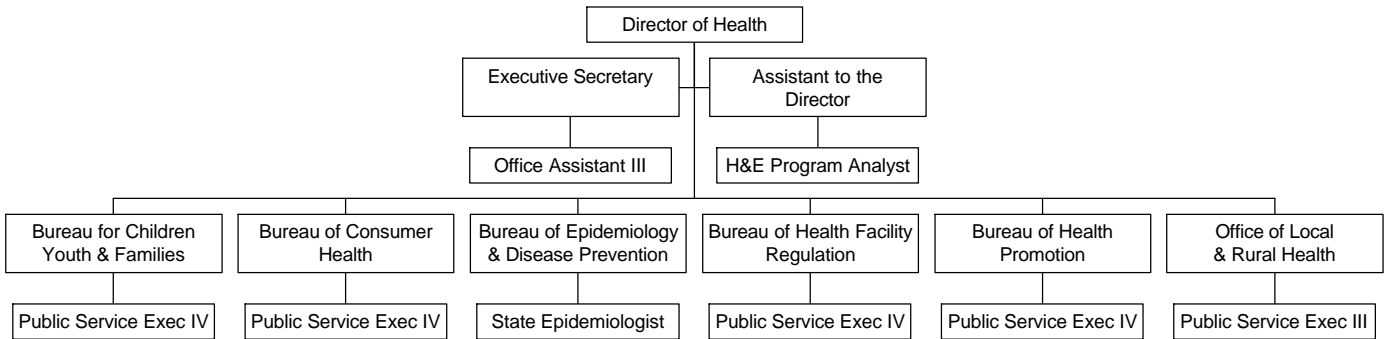 Director of Health
Executive Secretary
Assistant to the
Director
Office Assistant III
H&E Program Analyst
Bureau for Children
Youth & Families
Bureau of Consumer
Health
Bureau of Epidemiology
& Disease Prevention
Bureau of Health Facility
Regulation
Bureau of Health
Promotion
Office of Local
& Rural Health
Public Service Exec IV
Public Service Exec IV
State Epidemiologist
Public Service Exec IV
Public Service Exec IV
Public Service Exec III